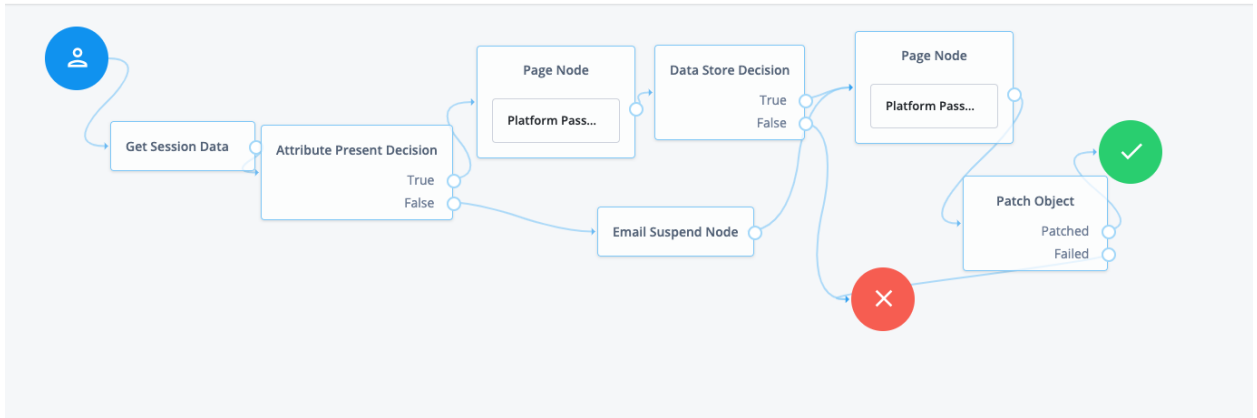 Get Session Data
Attribute Present Decision
True
False
Page Node
Platform Pass...
Data Store Decision
True
False
Email Suspend Node
Page Node
Platform Pass...
Patch Object
Patched
Failed